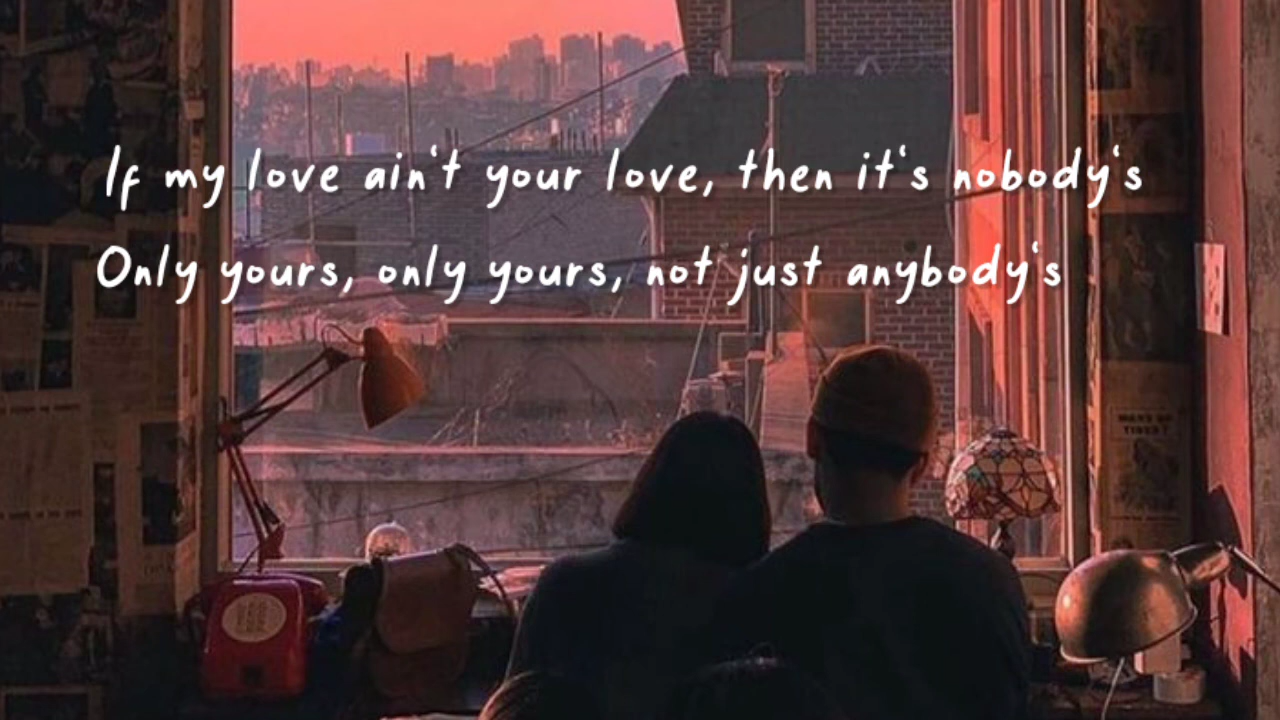 If my love ain't your love, then it's nobody's
Only yours, only yours, not just anybody's